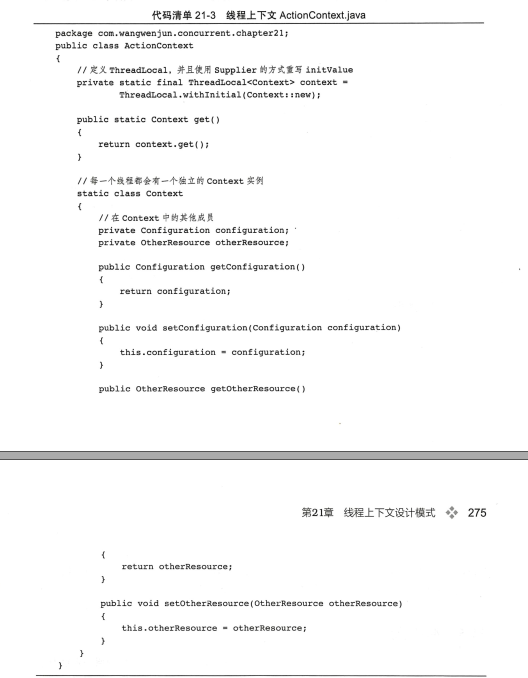 代码清单 21-3 线程上下文 ActionContext.java
package com.wangwenjun.concurrent.chapter21;
public class ActionContext
{
    //定义 ThreadLocal，并且使用 Supplier 的方式重写 initValue
    private static final ThreadLocal<Context> context =
            ThreadLocal.withInitial(Context::new);

    public static Context get()
    {
        return context.get();
    }

    //每一个线程都会有一个独立的 Context 实例
    static class Context
    {
        //在 Context 中的其他成员
        private Configuration configuration;
        private OtherResource otherResource;

        public Configuration getConfiguration()
        {
            return configuration;
        }

        public void setConfiguration(Configuration configuration)
        {
            this.configuration = configuration;
        }

        public OtherResource getOtherResource()
第21章 线程上下文设计模式 ❖ 275
        {
            return otherResource;
        }

        public void setOtherResource(OtherResource otherResource)
        {
            this.otherResource = otherResource;
        }
    }
}